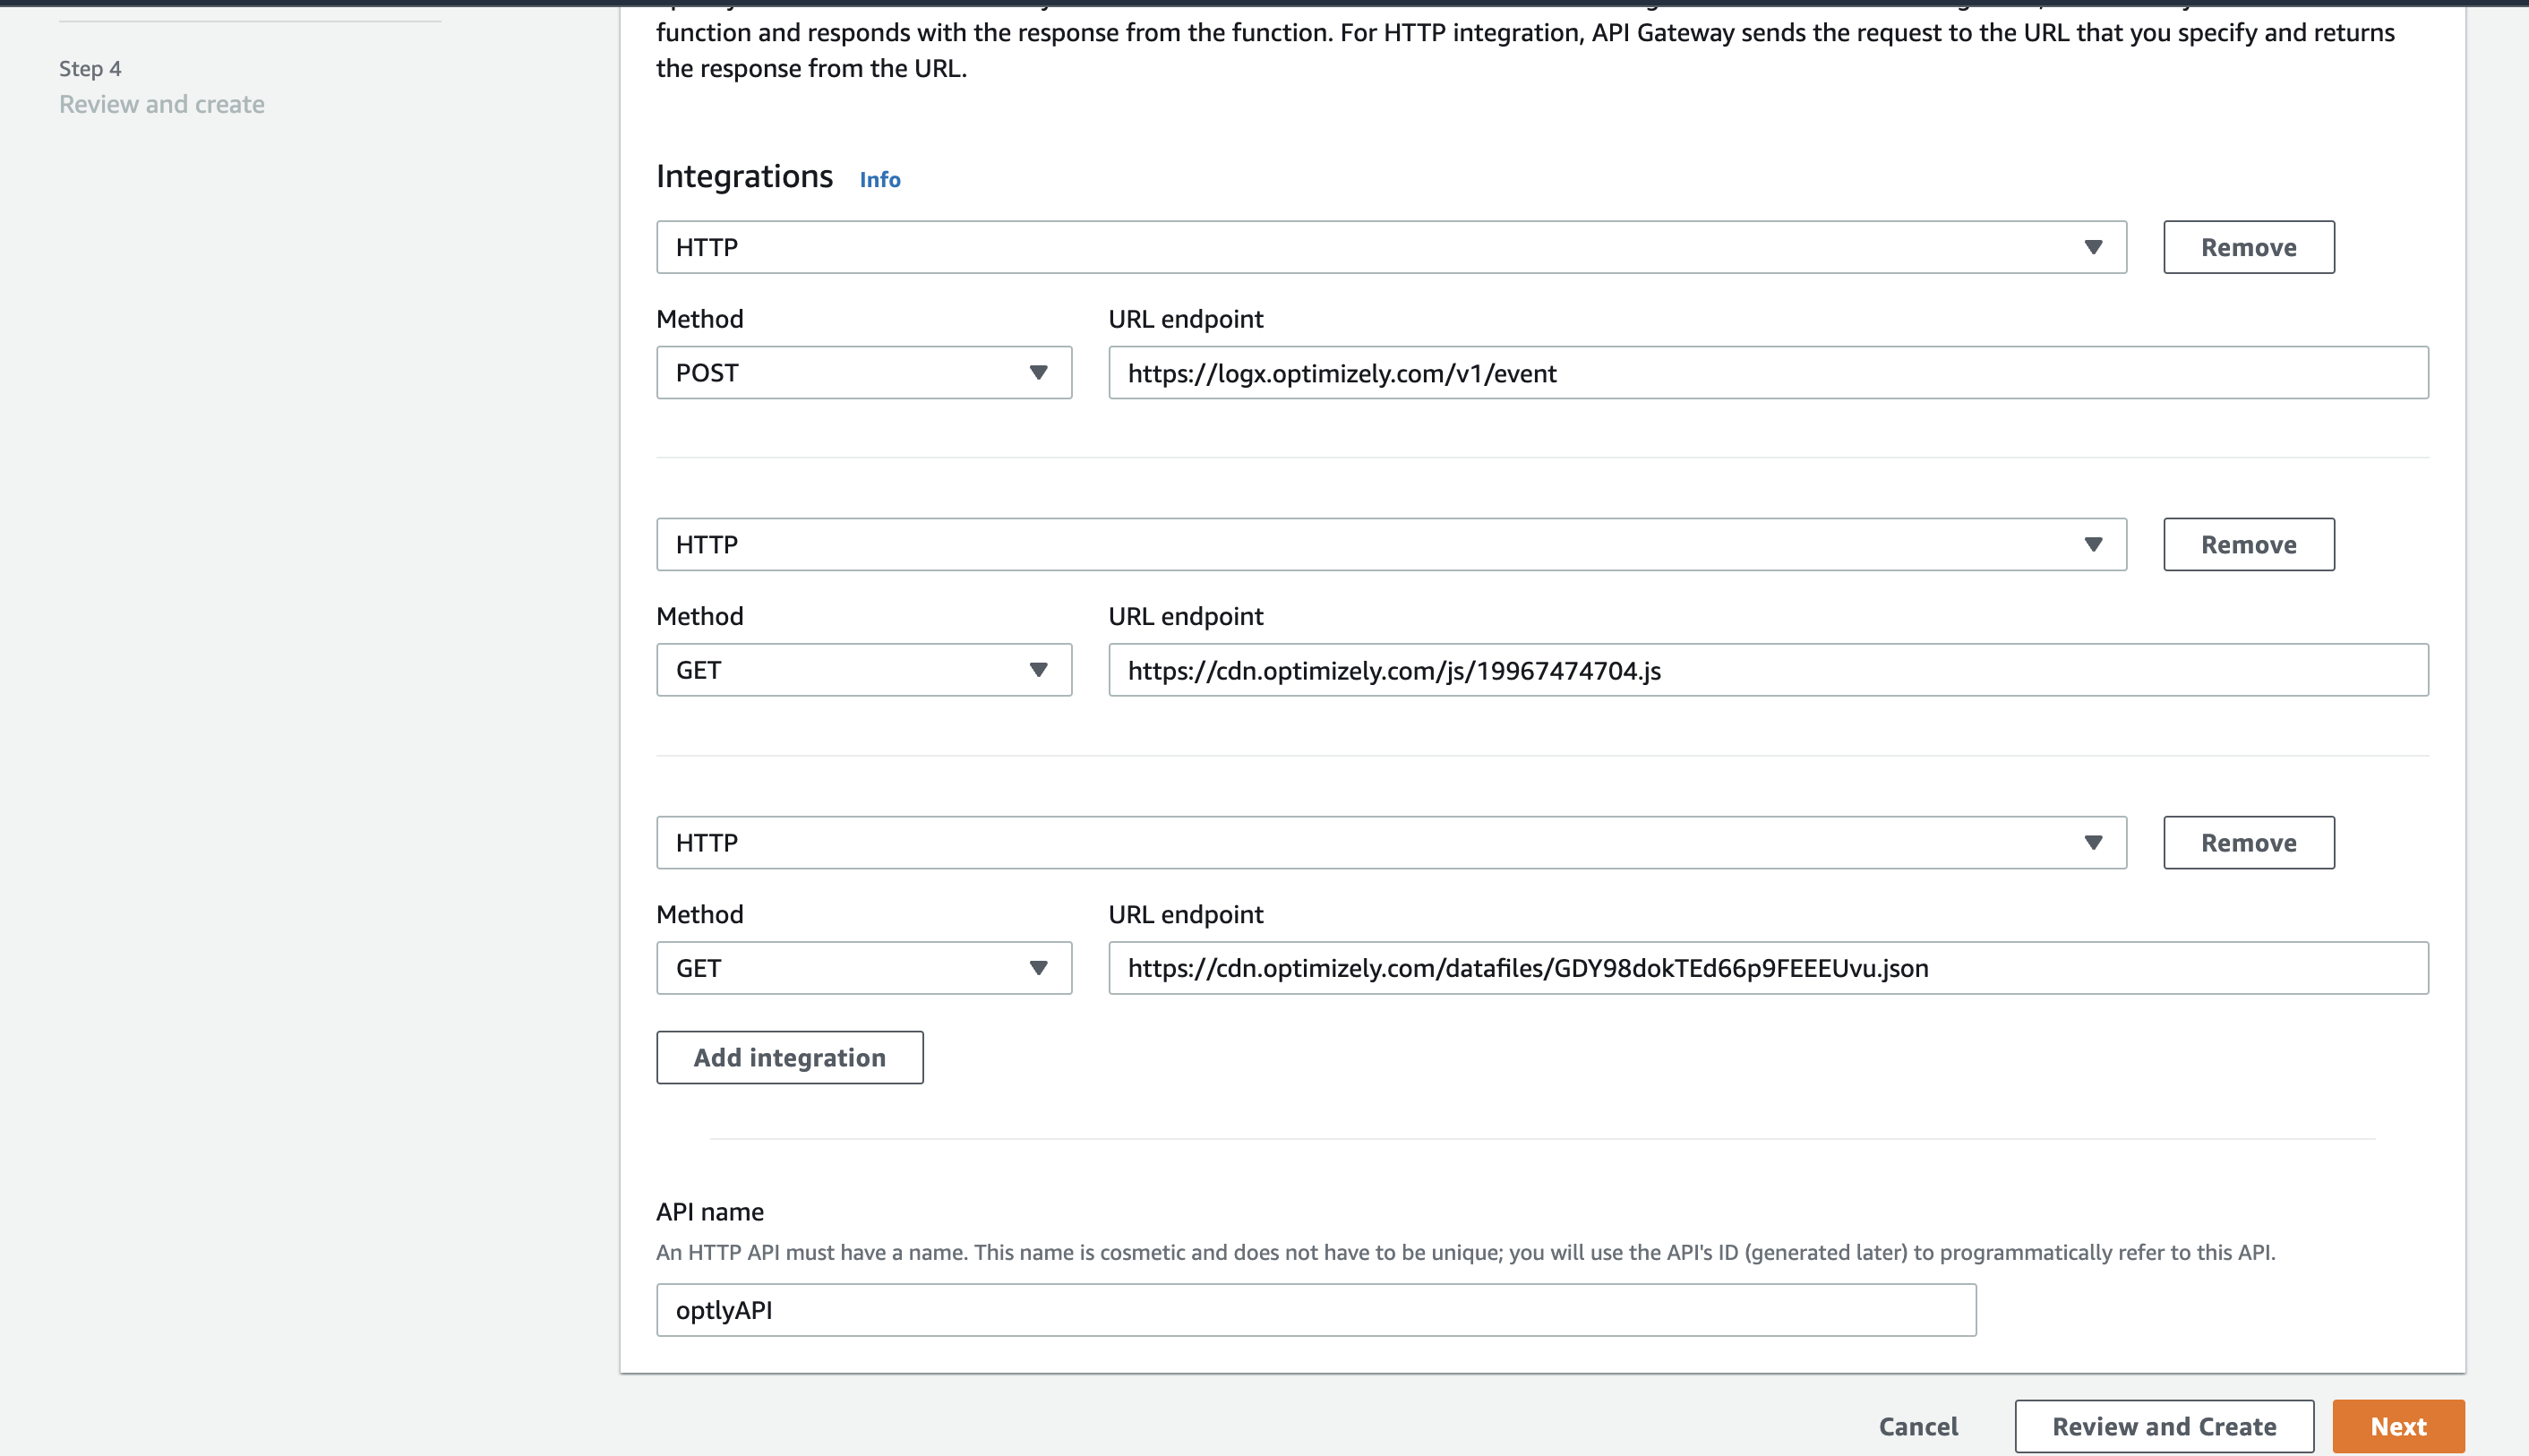 function and responds with the response from the function. For HTTP integration, API Gateway sends the request to the URL that you specify and returns
the response from the URL.
Step 4
Review and create
Integrations Info
HTTP
Remove
Method
URL endpoint
POST
https://logx.optimizely.com/v1/event
HTTP
Remove
Method
URL endpoint
GET
https://cdn.optimizely.com/js/19967474704.js
HTTP
Remove
Method
URL endpoint
GET
https://cdn.optimizely.com/datafiles/GDY98dokTEd66p9FEEEUvu.json
Add integration
API name
An HTTP API must have a name. This name is cosmetic and does not have to be unique; you will use the API's ID (generated later) to programmatically refer to this API.
optlyAPI
Cancel
Review and Create
Next